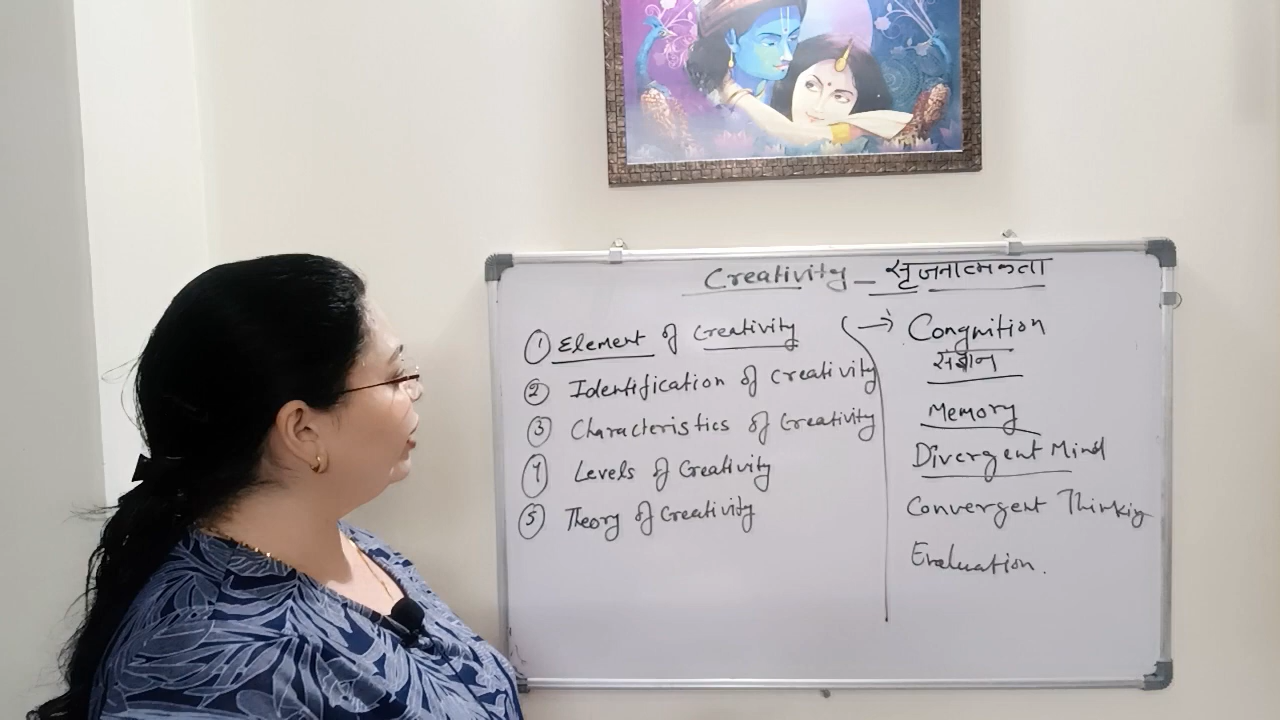 Creativity - सृजनात्मकता
① Element of Creativity
② Identification of Creativity
③ Characteristics of Creativity
④ Levels of Creativity
⑤ Theory of Creativity
→ Congnition
संज्ञान
Memory
Divergent Mind
Convergent Thinking
Evaluation.